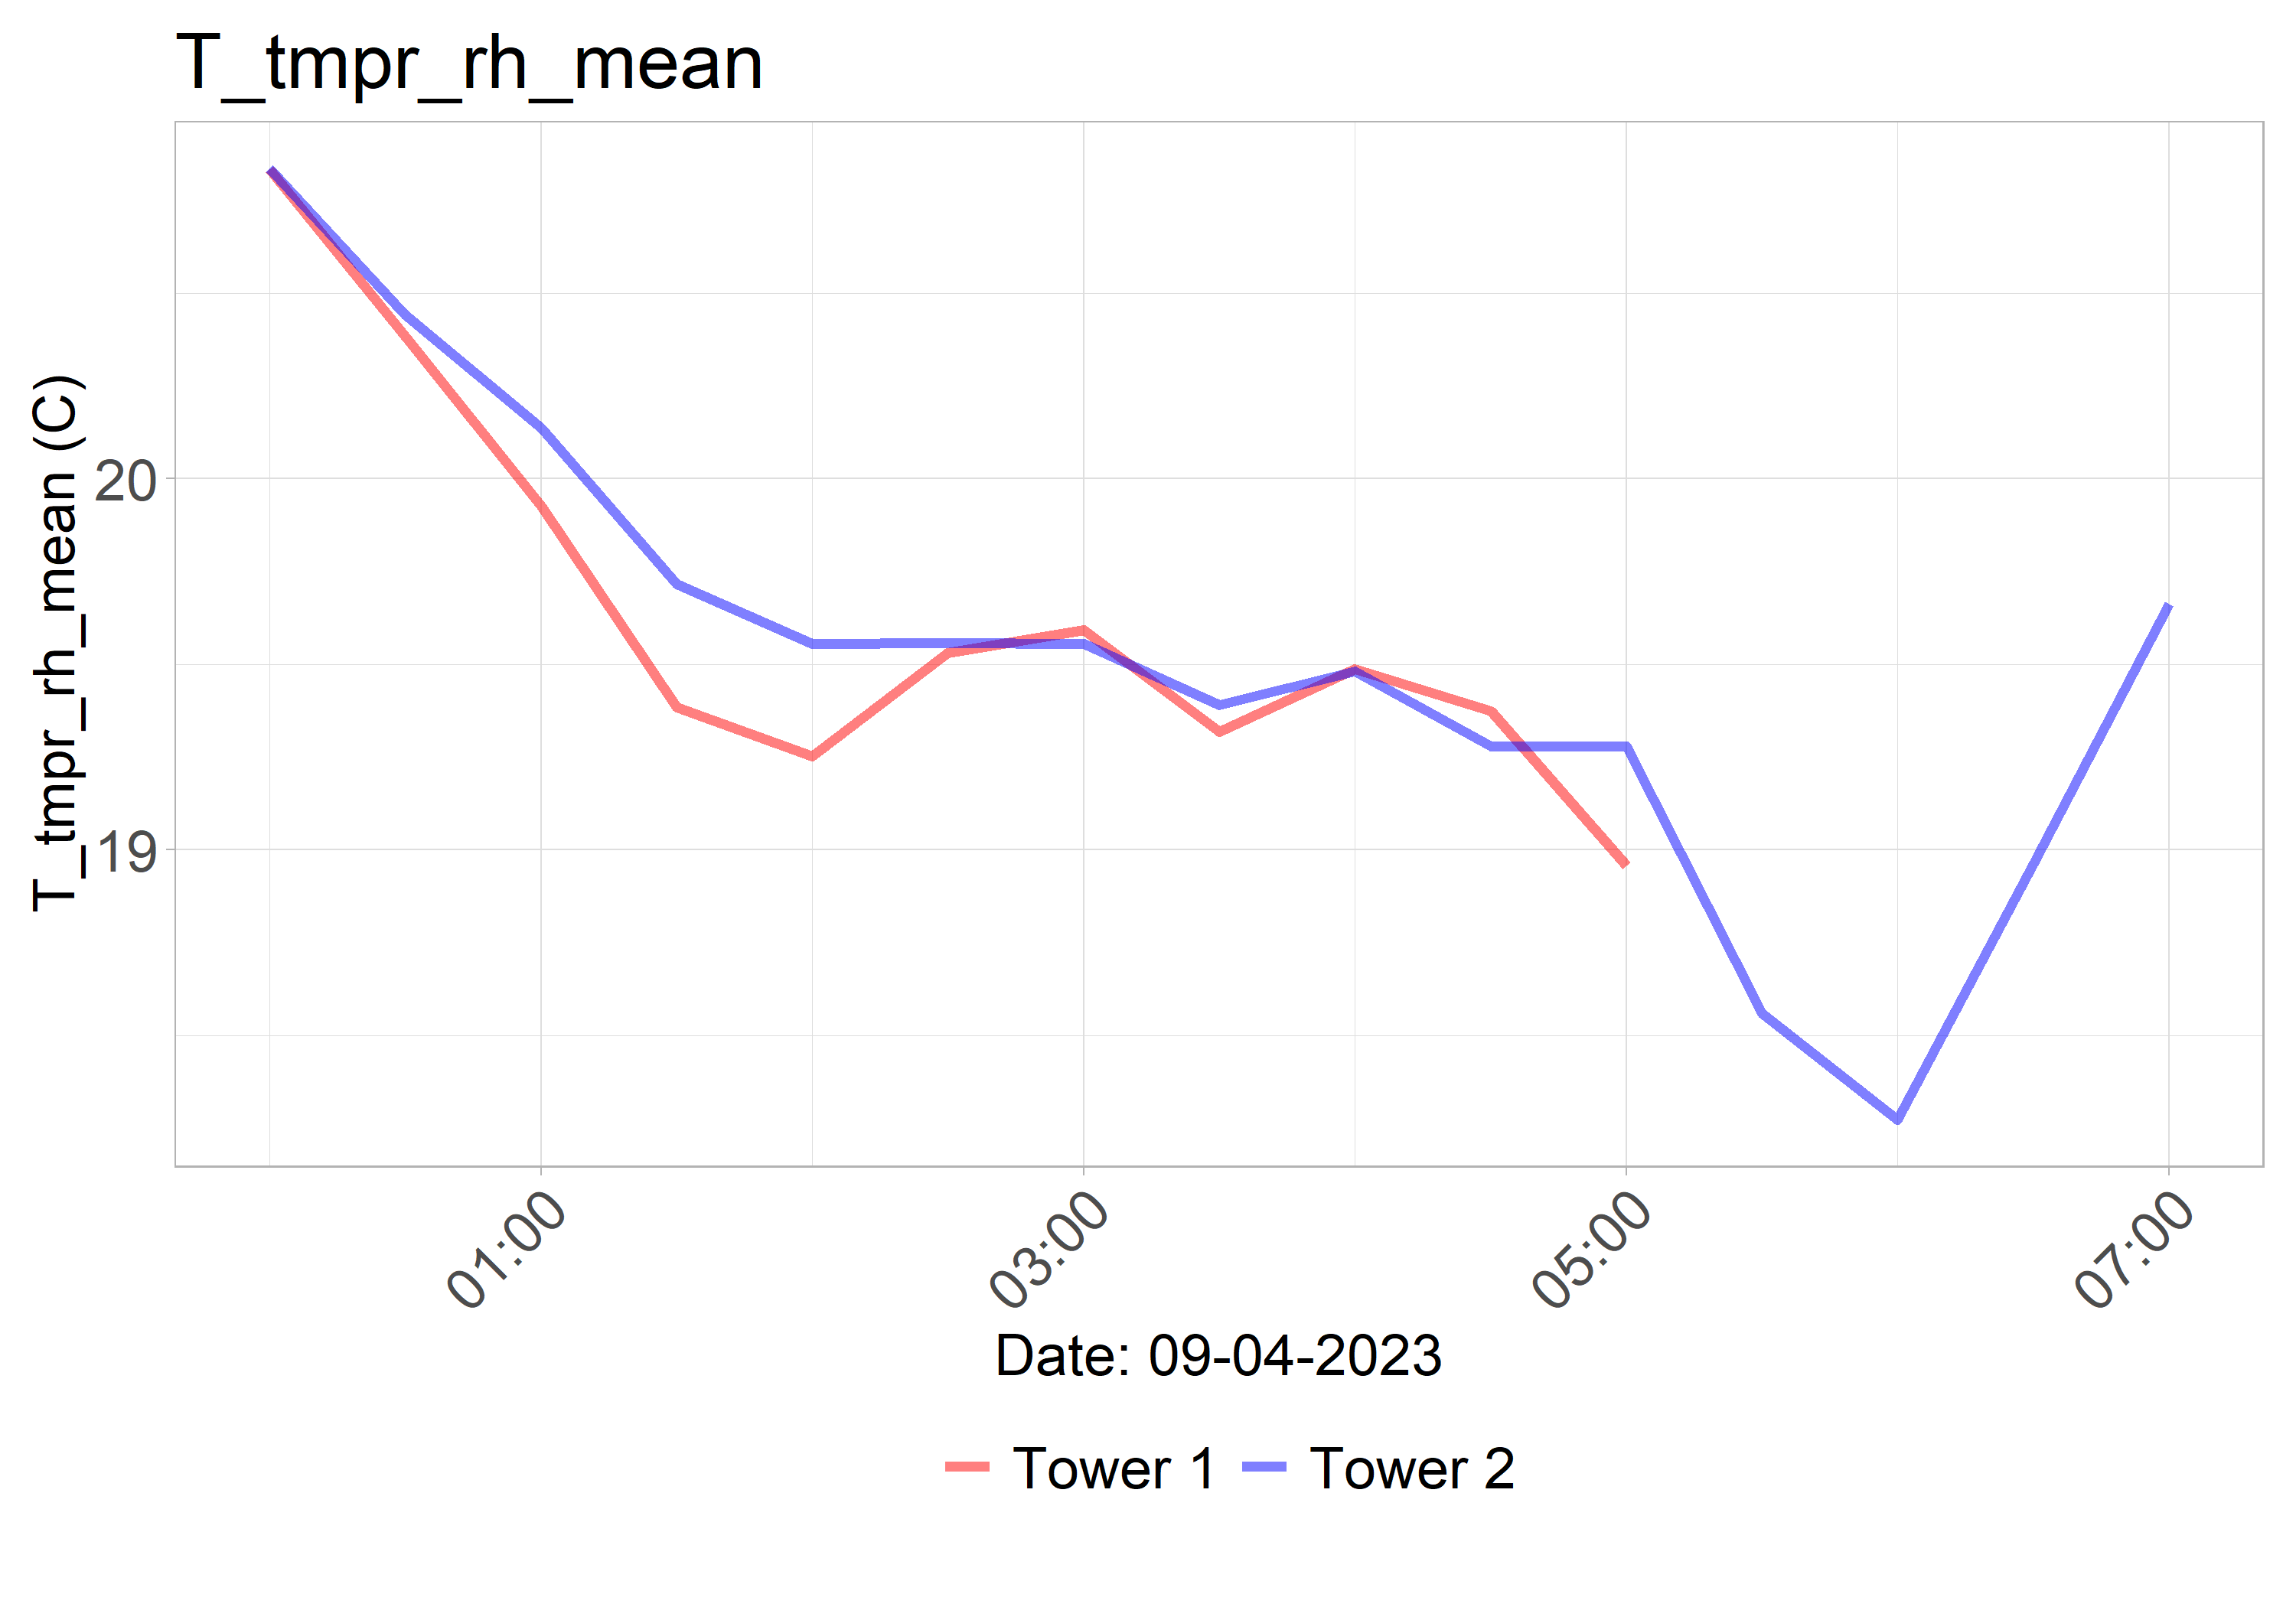 T_tmpr_rh_mean
T_tmpr_rh_mean (C)
20
19
01:00
03:00
05:00
07:00
Date: 09-04-2023
Tower 1 Tower 2